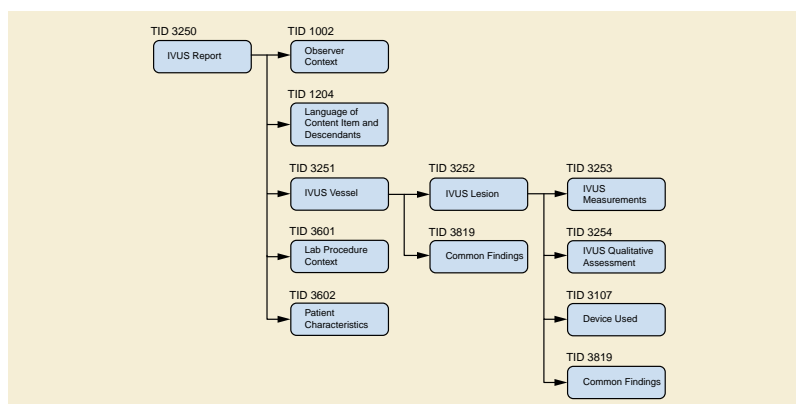 TID 3250
IVUS Report
TID 1002
Observer
Context
TID 1204
Language of
Content Item and
Descendants
TID 3251
IVUS Vessel
TID 3601
Lab Procedure
Context
TID 3602
Patient
Characteristics
TID 3252
IVUS Lesion
TID 3819
Common Findings
TID 3253
IVUS
Measurements
TID 3254
IVUS Qualitative
Assessment
TID 3107
Device Used
TID 3819
Common Findings